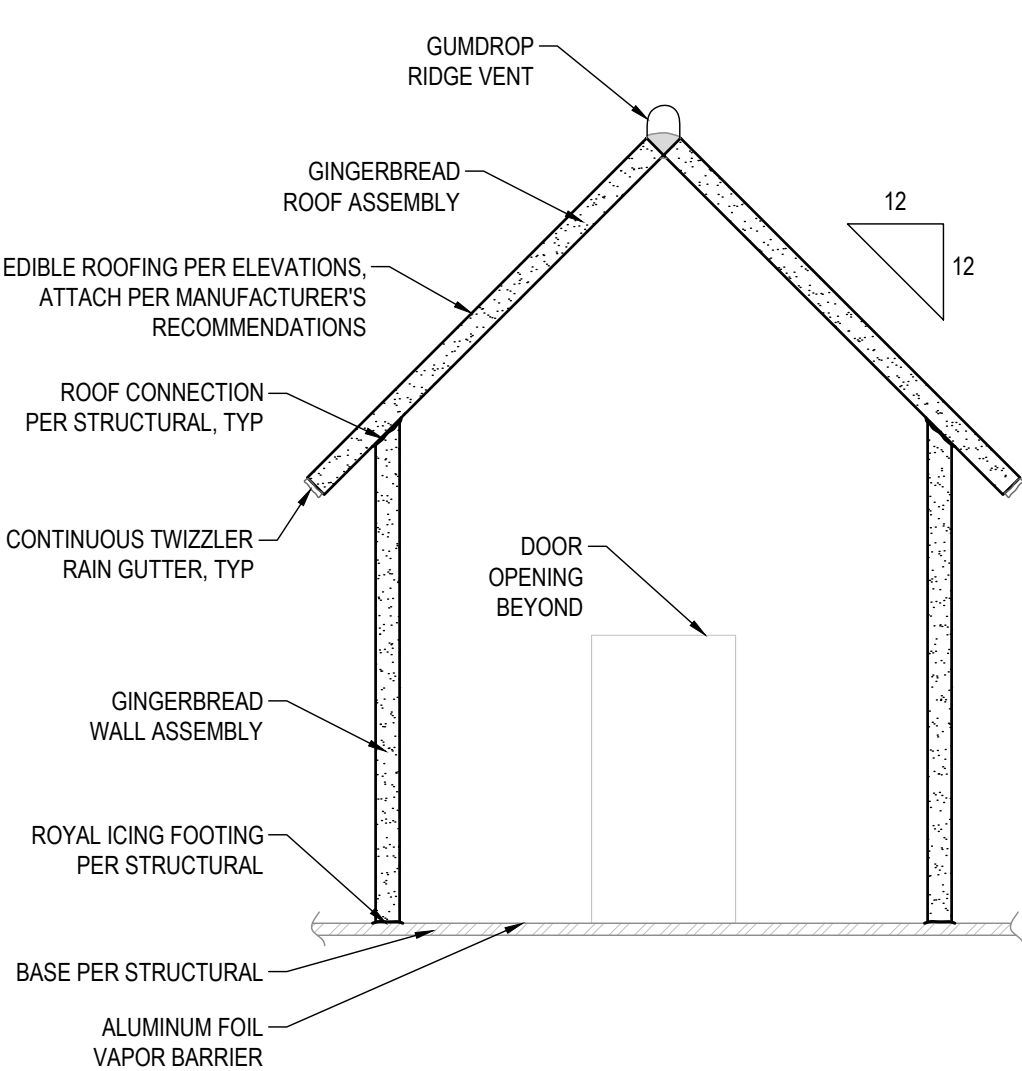 GUMDROP
RIDGE VENT
GINGERBREAD
ROOF ASSEMBLY
12
12
EDIBLE ROOFING PER ELEVATIONS,
ATTACH PER MANUFACTURER'S
RECOMMENDATIONS
ROOF CONNECTION
PER STRUCTURAL, TYP
CONTINUOUS TWIZZLER
RAIN GUTTER, TYP
DOOR
OPENING
BEYOND
GINGERBREAD
WALL ASSEMBLY
ROYAL ICING FOOTING
PER STRUCTURAL
BASE PER STRUCTURAL
ALUMINUM FOIL
VAPOR BARRIER